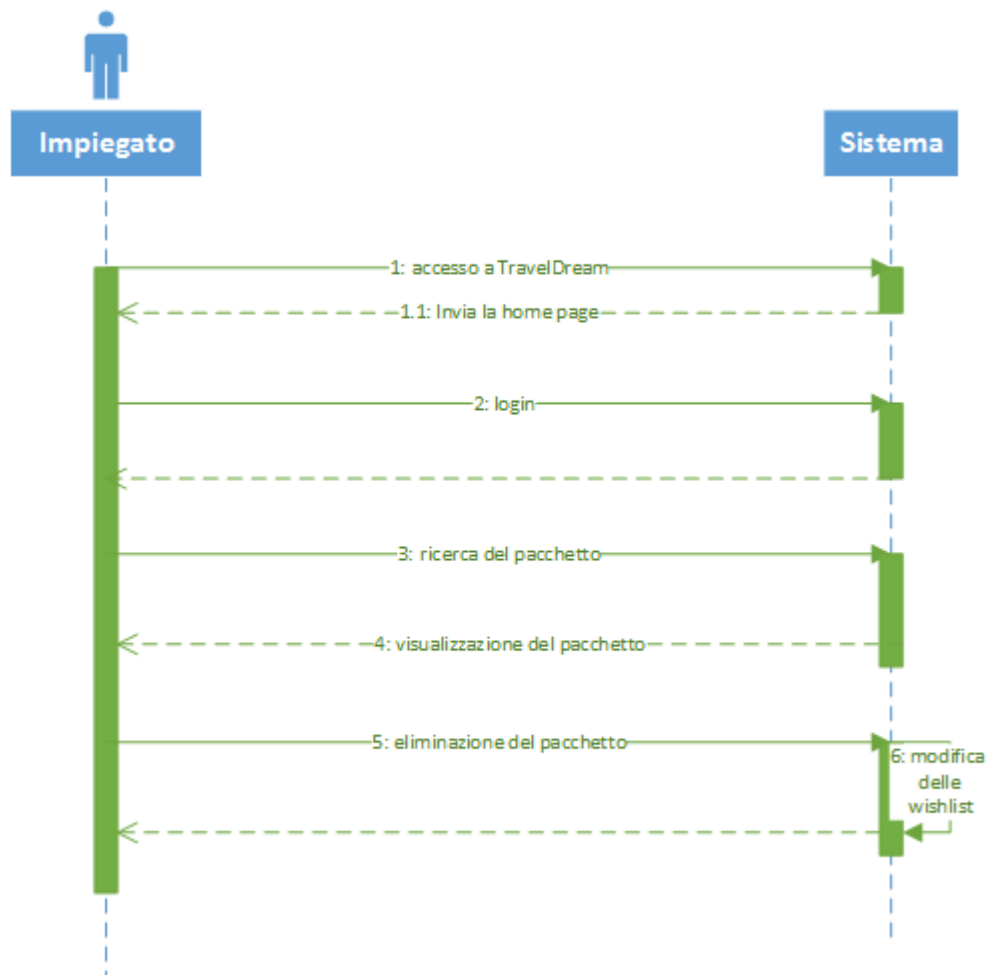 Impiegato
Sistema
1: accesso a TravelDream
1.1: Invia la home page
2: login
3: ricerca del pacchetto
4: visualizzazione del pacchetto
5: eliminazione del pacchetto
6: modifica
delle
wishlist